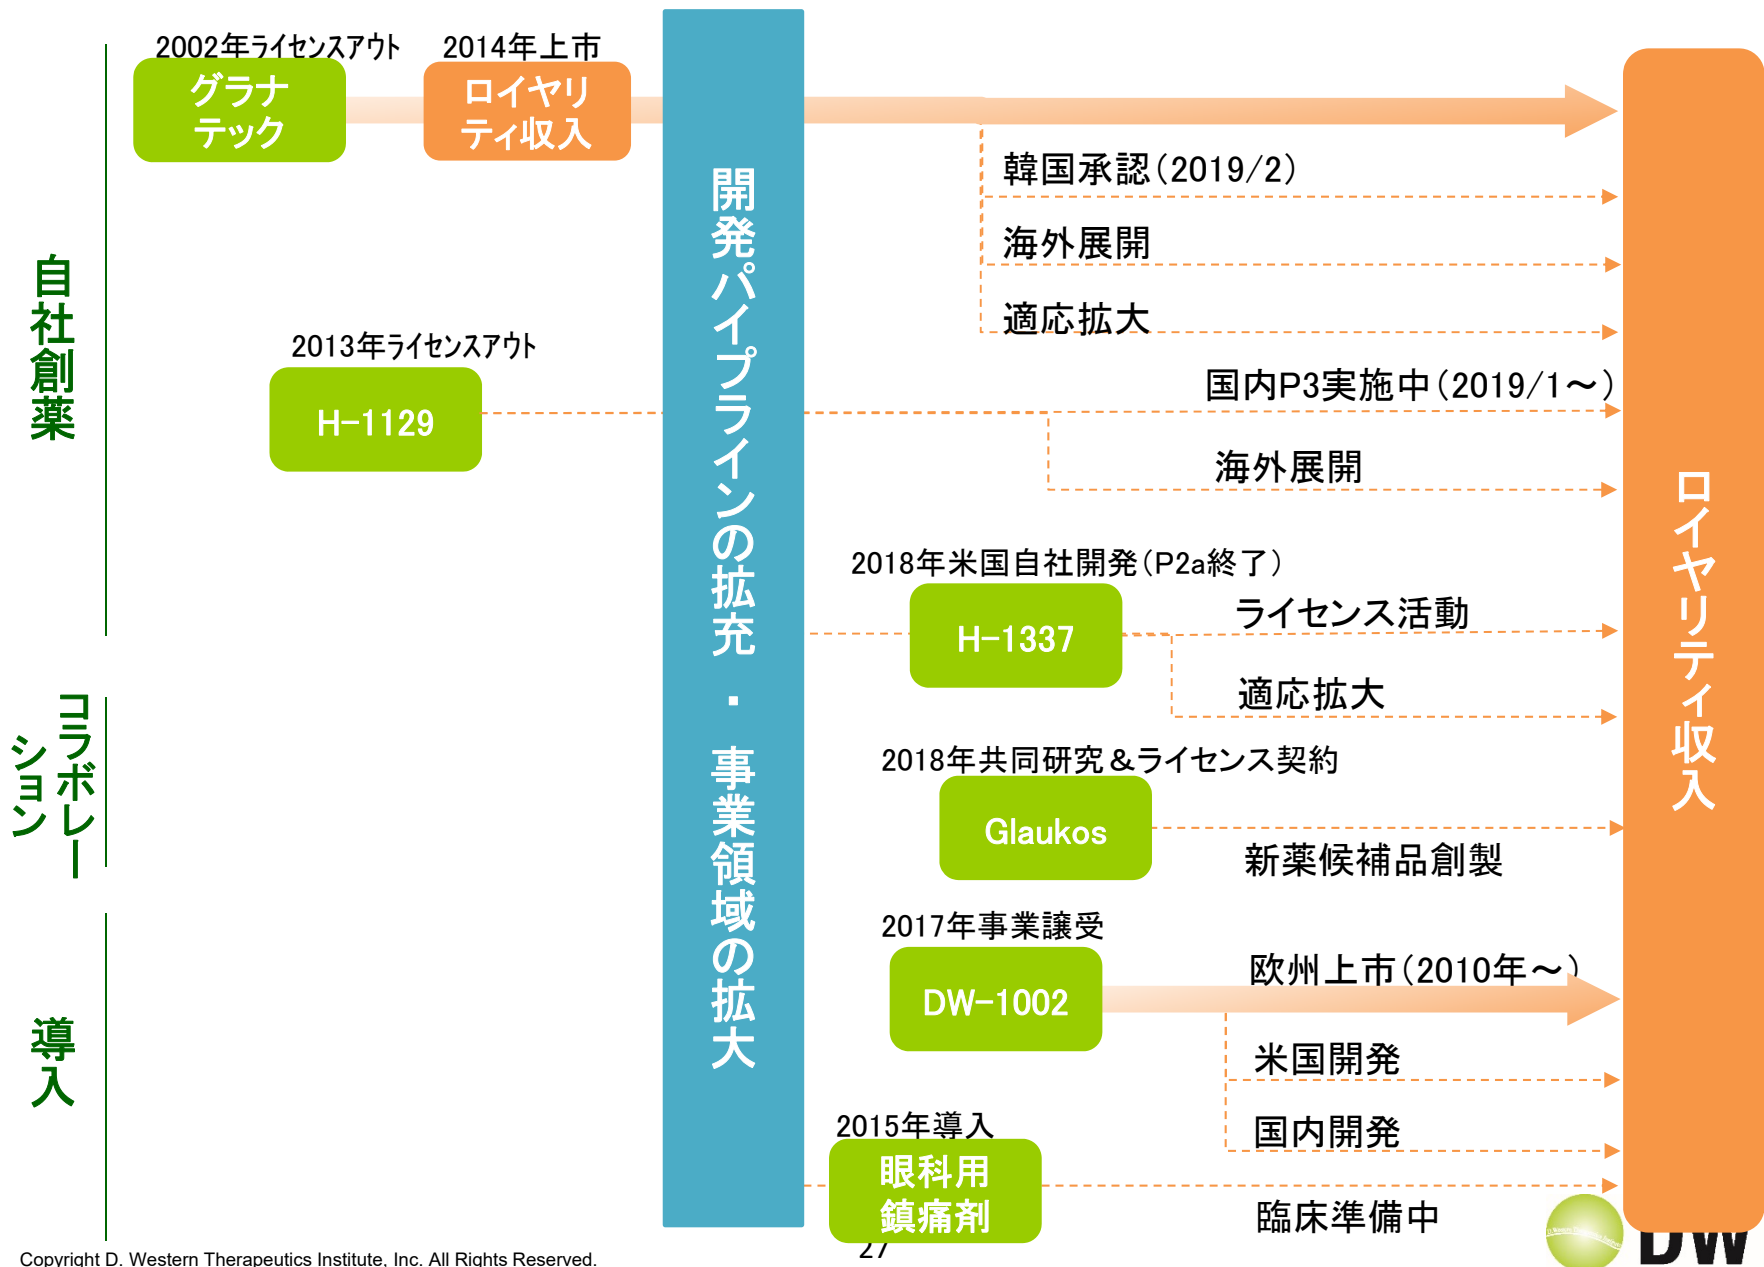 2002年ライセンスアウト
2014年上市
グラナ
テック
ロイヤリ
ティ収入
開発パイプラインの拡充 ・ 事業領域の拡大
韓国承認（2019/2）
海外展開
適応拡大
自社創薬
2013年ライセンスアウト
H-1129
国内P3実施中（2019/1～）
海外展開
2018年米国自社開発（P2a終了）
H-1337
ライセンス活動
適応拡大
コラボレー
ション
2018年共同研究＆ライセンス契約
Glaukos
新薬候補品創製
導入
2017年事業譲受
DW-1002
欧州上市（2010年～）
米国開発
国内開発
2015年導入
眼科用
鎮痛剤
臨床準備中
ロイヤリティ収入
Copyright D. Western Therapeutics Institute, Inc. All Rights Reserved.
27
DW